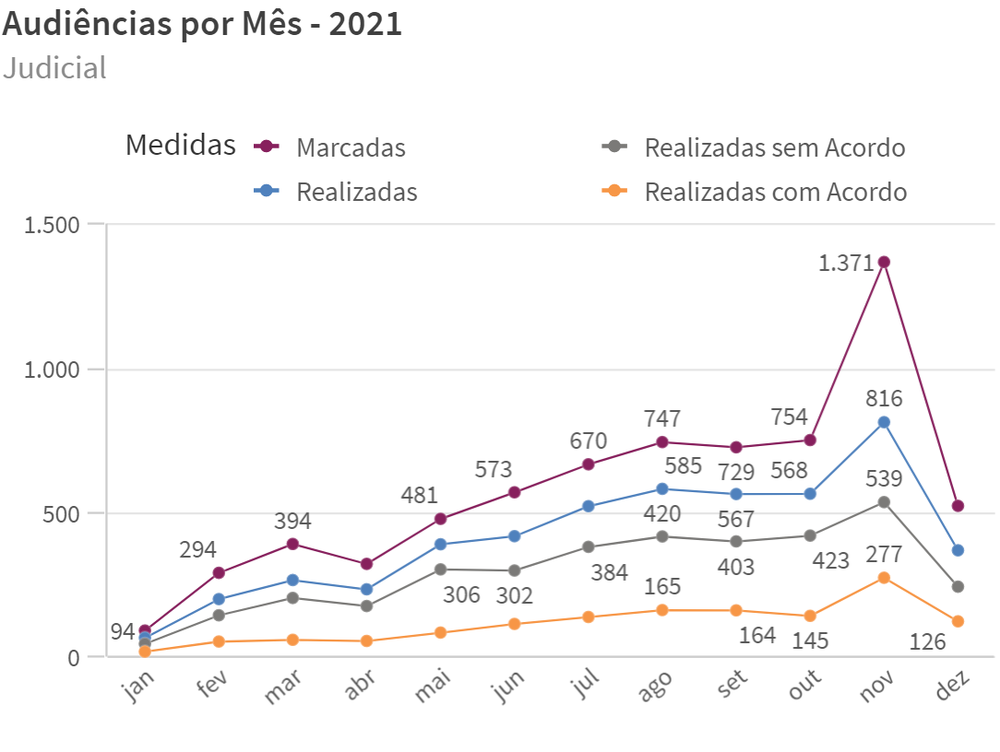 Audiências por Mês - 2021
Judicial
Medidas
Marcadas
Realizadas sem Acordo
Realizadas
Realizadas com Acordo
1.500
1.371
1.000
816
747
754
670
585
729
568
573
539
481
500
420
567
394
294
384
403
423
277
306
302
165
94
164
145
126
0
jan
fev
mar
abr
mai
jun
jul
ago
set
out
nov
dez